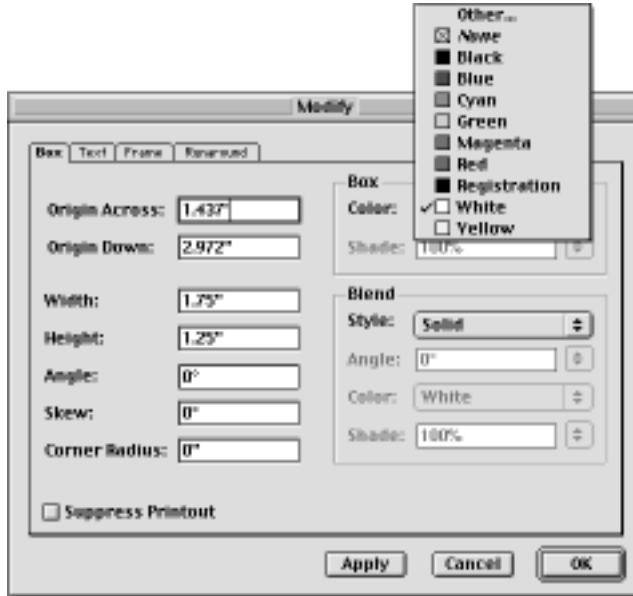 Other...
None
Black
Blue
Cyan
Green
Magenta
Red
Registration
White
Yellow
Modify
Box Text Frame Runaround
Origin Across: 1.437"
Origin Down: 2.972"
Width: 1.75"
Height: 1.25"
Angle: 0°
Skew: 0°
Corner Radius: 0"
Suppress Printout
Box
Color:
Shade: 100%
Blend
Style: Solid
Angle: 0°
Color: White
Shade: 100%
Apply Cancel OK